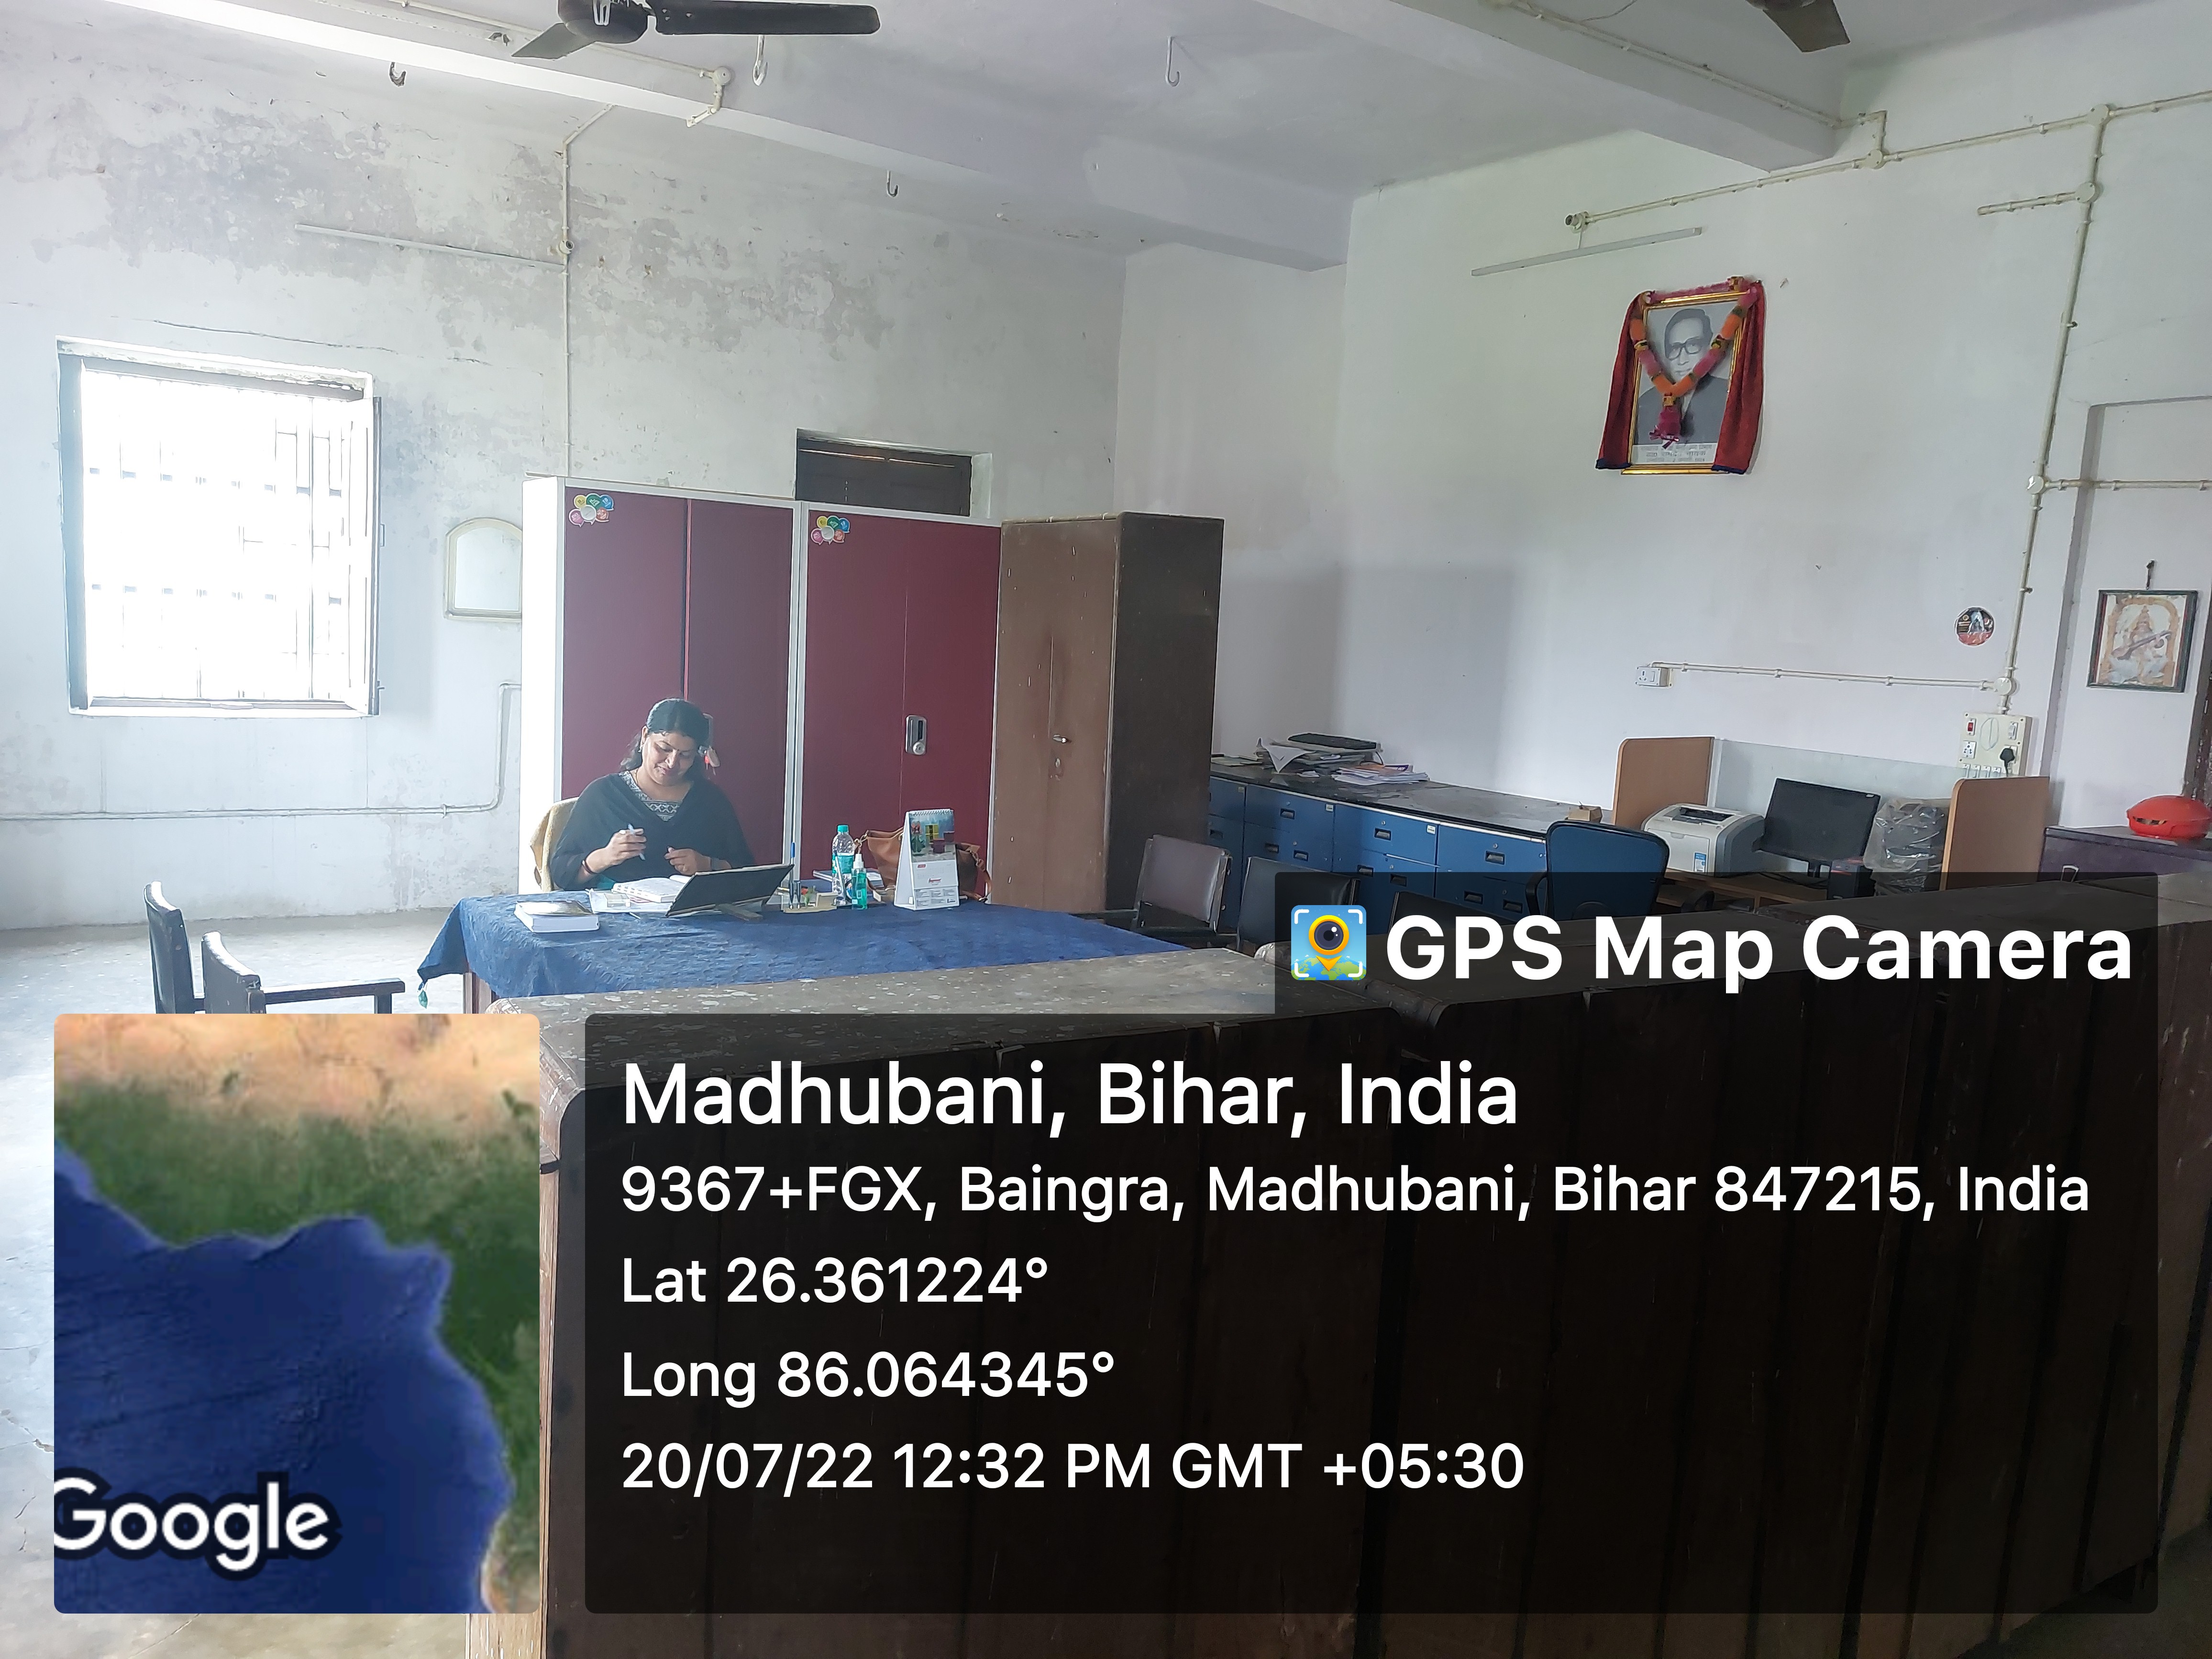 GPS Map Camera
Madhubani, Bihar, India
9367+FGX, Baingra, Madhubani, Bihar 847215, India
Lat 26.361224°
Long 86.064345°
20/07/22 12:32 PM GMT +05:30
Google